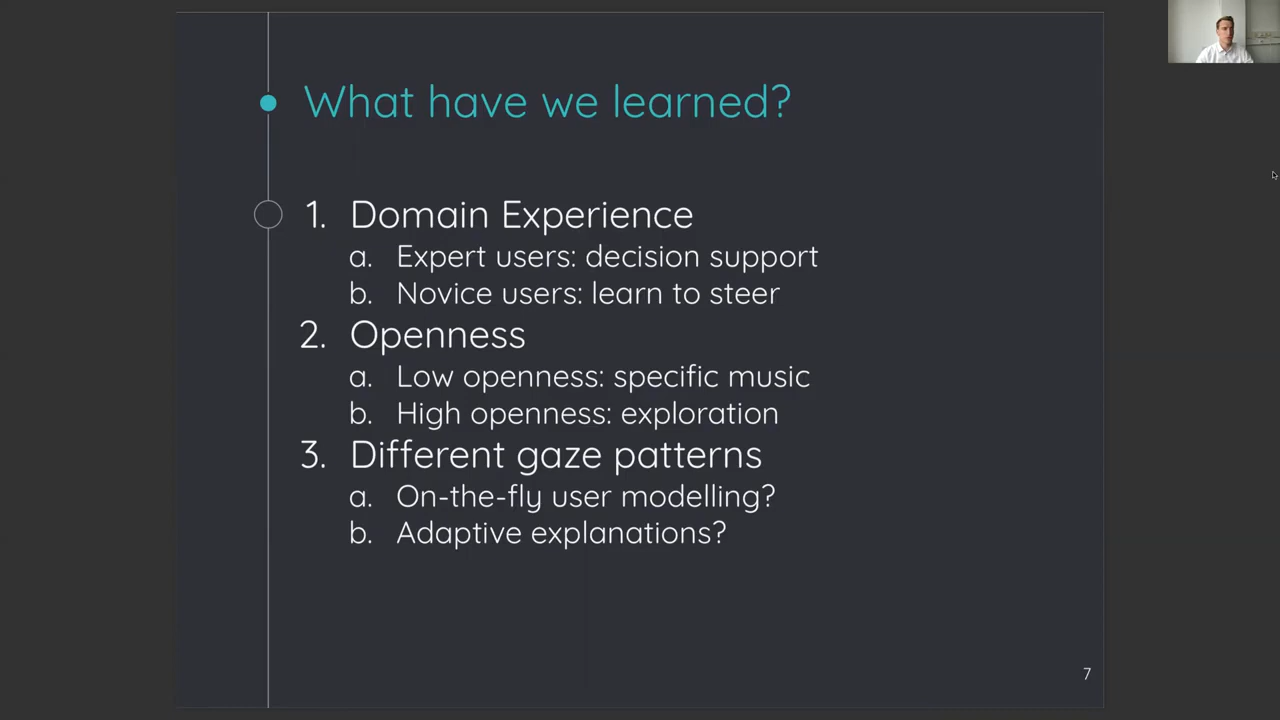 What have we learned?
1. Domain Experience
a. Expert users: decision support
b. Novice users: learn to steer
2. Openness
a. Low openness: specific music
b. High openness: exploration
3. Different gaze patterns
a. On-the-fly user modelling?
b. Adaptive explanations?
7